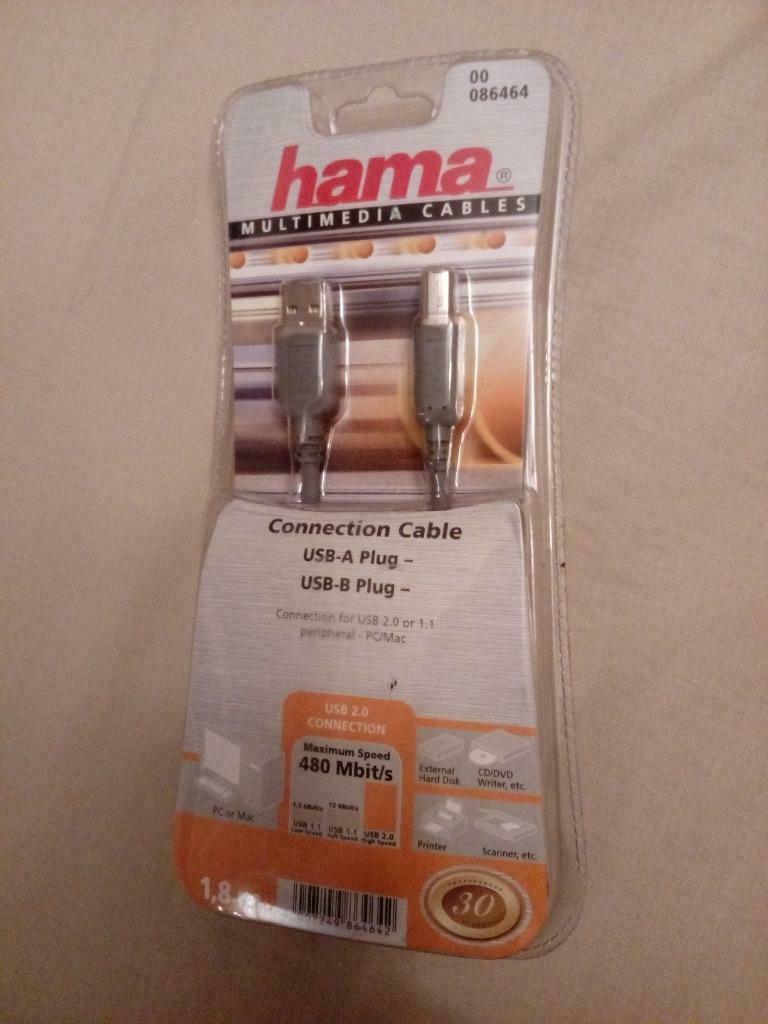 00
086464
hama®
MULTIMEDIA CABLES
Connection Cable
USB-A Plug –
USB-B Plug –
Connection for USB 2.0 or 1.1
peripheral - PC/Mac
USB 2.0
CONNECTION
Maximum Speed
480 Mbit/s
1,5 Mbit/s 12 Mbit/s
USB 1.1 USB 1.1 USB 2.0
Low Speed Full Speed High Speed
PC or Mac
External
Hard Disk
CD/DVD
Writer, etc.
Printer
Scanner, etc.
1,8
864642
30